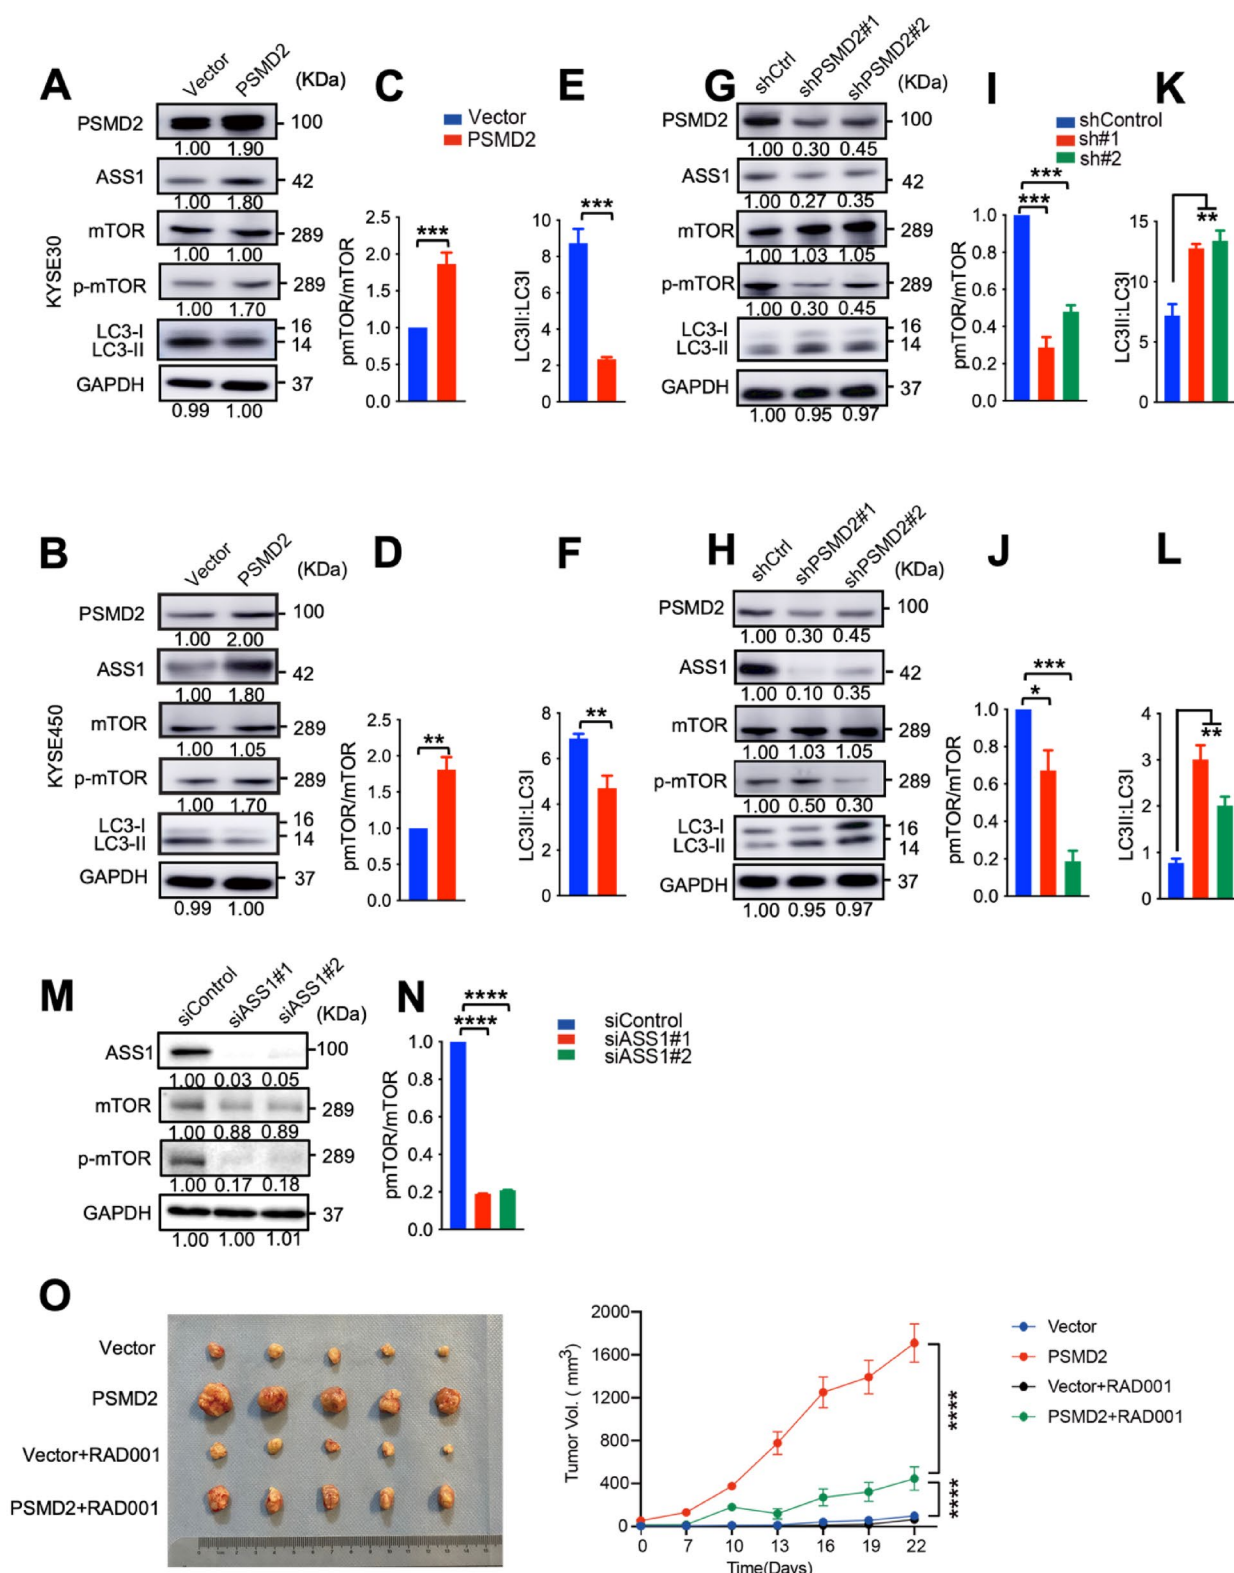 A
Vector
PSMD2
(KDa)
KYSE30
PSMD2
100
1.00 1.90
ASS1
42
1.00 1.80
mTOR
289
1.00 1.00
p-mTOR
289
1.00 1.70
LC3-I
16
LC3-II
14
GAPDH
37
0.99 1.00
C
Vector
PSMD2
pmTOR/mTOR
***
2.5
2.0
1.5
1.0
0.5
0.0
E
LC3II:LC3I
***
10
8
6
4
2
0
G
shCtrl
shPSMD2#1
shPSMD2#2
(KDa)
PSMD2
100
1.00 0.30 0.45
ASS1
42
1.00 0.27 0.35
mTOR
289
1.00 1.03 1.05
p-mTOR
289
1.00 0.30 0.45
LC3-I
16
LC3-II
14
GAPDH
37
1.00 0.95 0.97
I
shControl
sh#1
sh#2
pmTOR/mTOR
***
***
1.0
0.8
0.6
0.4
0.2
0.0
K
LC3II:LC3I
**
15
10
5
0
B
Vector
PSMD2
(KDa)
KYSE450
PSMD2
100
1.00 2.00
ASS1
42
1.00 1.80
mTOR
289
1.00 1.05
p-mTOR
289
1.00 1.70
LC3-I
16
LC3-II
14
GAPDH
37
0.99 1.00
D
pmTOR/mTOR
**
2.5
2.0
1.5
1.0
0.5
0.0
F
LC3II:LC3I
**
8
6
4
2
0
H
shCtrl
shPSMD2#1
shPSMD2#2
(KDa)
PSMD2
100
1.00 0.30 0.45
ASS1
42
1.00 0.10 0.35
mTOR
289
1.00 1.03 1.05
p-mTOR
289
1.00 0.50 0.30
LC3-I
16
LC3-II
14
GAPDH
37
1.00 0.95 0.97
J
pmTOR/mTOR
***
*
1.0
0.8
0.6
0.4
0.2
0.0
L
LC3II:LC3I
**
4
3
2
1
0
M
siControl
siASS1#1
siASS1#2
(KDa)
ASS1
100
1.00 0.03 0.05
mTOR
289
1.00 0.88 0.89
p-mTOR
289
1.00 0.17 0.18
GAPDH
37
1.00 1.00 1.01
N
pmTOR/mTOR
****
****
1.0
0.8
0.6
0.4
0.2
0.0
siControl
siASS1#1
siASS1#2
O
Vector
PSMD2
Vector+RAD001
PSMD2+RAD001
Tumor Vol. ( mm³)
2000
1600
1200
800
400
0
0 7 10 13 16 19 22
Time(Days)
****
****
Vector
PSMD2
Vector+RAD001
PSMD2+RAD001